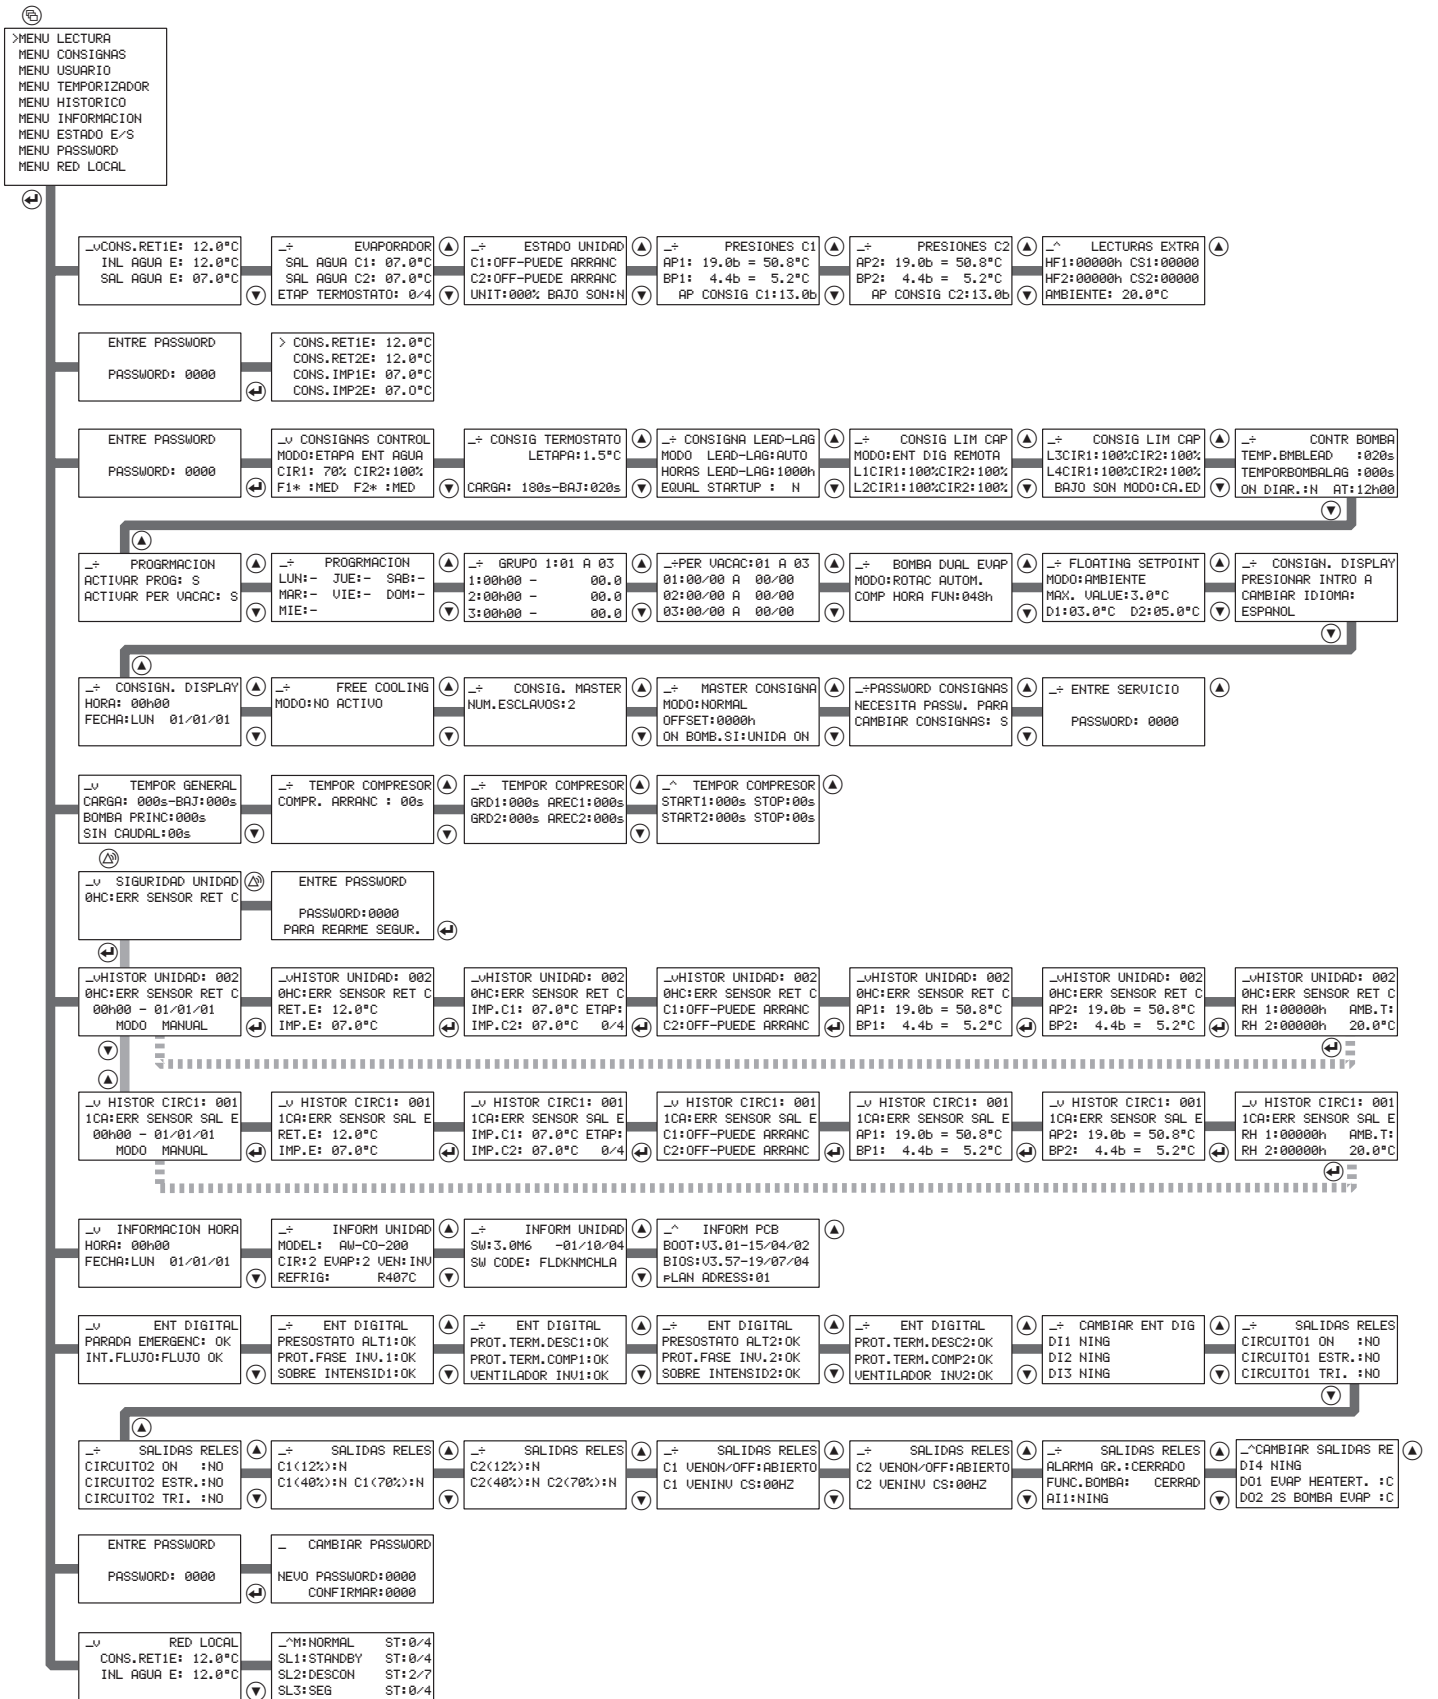 >MENU LECTURA
MENU CONSIGNAS
MENU USUARIO
MENU TEMPORIZADOR
MENU HISTORICO
MENU INFORMACION
MENU ESTADO E/S
MENU PASSWORD
MENU RED LOCAL
_vCONS.RET1E: 12.0°C
INL AGUA E: 12.0°C
SAL AGUA E: 07.0°C
_÷ EVAPORADOR
SAL AGUA C1: 07.0°C
SAL AGUA C2: 07.0°C
ETAP TERMOSTATO: 0/4
_÷ ESTADO UNIDAD
C1:OFF-PUEDE ARRANC
C2:OFF-PUEDE ARRANC
UNIT:000% BAJO SON:N
_÷ PRESIONES C1
AP1: 19.0b = 50.8°C
BP1: 4.4b = 5.2°C
AP CONSIG C1:13.0b
_÷ PRESIONES C2
AP2: 19.0b = 50.8°C
BP2: 4.4b = 5.2°C
AP CONSIG C2:13.0b
_^ LECTURAS EXTRA
HF1:00000h CS1:00000
HF2:00000h CS2:00000
AMBIENTE: 20.0°C
ENTRE PASSWORD
PASSWORD: 0000
> CONS.RET1E: 12.0°C
CONS.RET2E: 12.0°C
CONS.IMP1E: 07.0°C
CONS.IMP2E: 07.0°C
ENTRE PASSWORD
PASSWORD: 0000
_v CONSIGNAS CONTROL
MODO:ETAPA ENT AGUA
CIR1: 70% CIR2:100%
F1* :MED F2* :MED
_÷ CONSIG TERMOSTATO
LETAPA:1.5°C
CARGA: 180s-BAJ:020s
_÷ CONSIGNA LEAD-LAG
MODO LEAD-LAG:AUTO
HORAS LEAD-LAG:1000h
EQUAL STARTUP : N
_÷ CONSIG LIM CAP
MODO:ENT DIG REMOTA
L1CIR1:100%CIR2:100%
L2CIR1:100%CIR2:100%
_÷ CONSIG LIM CAP
L3CIR1:100%CIR2:100%
L4CIR1:100%CIR2:100%
BAJO SON MODO:CA.ED
_÷ CONTR BOMBA
TEMP.BMBLEAD :020s
TEMPORBOMBALAG :000s
ON DIAR.:N AT:12h00
_÷ PROGRMACION
ACTIVAR PROG: S
ACTIVAR PER VACAC: S
_÷ PROGRMACION
LUN:- JUE:- SAB:-
MAR:- VIE:- DOM:-
MIE:-
_÷ GRUPO 1:01 A 03
1:00h00 - 00.0
2:00h00 - 00.0
3:00h00 - 00.0
_÷PER VACAC:01 A 03
01:00/00 A 00/00
02:00/00 A 00/00
03:00/00 A 00/00
_÷ BOMBA DUAL EVAP
MODO:ROTAC AUTOM.
COMP HORA FUN:048h
_÷ FLOATING SETPOINT
MODO:AMBIENTE
MAX. VALUE:3.0°C
D1:03.0°C D2:05.0°C
_÷ CONSIGN. DISPLAY
PRESIONAR INTRO A
CAMBIAR IDIOMA:
ESPANOL
_÷ CONSIGN. DISPLAY
HORA: 00h00
FECHA:LUN 01/01/01
_÷ FREE COOLING
MODO:NO ACTIVO
_÷ CONSIG. MASTER
NUM.ESCLAVOS:2
_÷ MASTER CONSIGNA
MODO:NORMAL
OFFSET:0000h
ON BOMB.SI:UNIDA ON
_÷PASSWORD CONSIGNAS
NECESITA PASSW. PARA
CAMBIAR CONSIGNAS: S
_÷ ENTRE SERVICIO
PASSWORD: 0000
_v TEMPOR GENERAL
CARGA: 000s-BAJ:000s
BOMBA PRINC:000s
SIN CAUDAL:00s
_÷ TEMPOR COMPRESOR
COMPR. ARRANC : 00s
_÷ TEMPOR COMPRESOR
GRD1:000s AREC1:000s
GRD2:000s AREC2:000s
_^ TEMPOR COMPRESOR
START1:000s STOP:00s
START2:000s STOP:00s
_v SIGURIDAD UNIDAD
0HC:ERR SENSOR RET C
ENTRE PASSWORD
PASSWORD:0000
PARA REARME SEGUR.
_vHISTOR UNIDAD: 002
0HC:ERR SENSOR RET C
00h00 - 01/01/01
MODO MANUAL
_vHISTOR UNIDAD: 002
0HC:ERR SENSOR RET C
RET.E: 12.0°C
IMP.E: 07.0°C
_vHISTOR UNIDAD: 002
0HC:ERR SENSOR RET C
IMP.C1: 07.0°C ETAP:
IMP.C2: 07.0°C 0/4
_vHISTOR UNIDAD: 002
0HC:ERR SENSOR RET C
C1:OFF-PUEDE ARRANC
C2:OFF-PUEDE ARRANC
_vHISTOR UNIDAD: 002
0HC:ERR SENSOR RET C
AP1: 19.0b = 50.8°C
BP1: 4.4b = 5.2°C
_vHISTOR UNIDAD: 002
0HC:ERR SENSOR RET C
AP2: 19.0b = 50.8°C
BP2: 4.4b = 5.2°C
_vHISTOR UNIDAD: 002
0HC:ERR SENSOR RET C
RH 1:00000h AMB.T:
RH 2:00000h 20.0°C
_v HISTOR CIRC1: 001
1CA:ERR SENSOR SAL E
00h00 - 01/01/01
MODO MANUAL
_v HISTOR CIRC1: 001
1CA:ERR SENSOR SAL E
RET.E: 12.0°C
IMP.E: 07.0°C
_v HISTOR CIRC1: 001
1CA:ERR SENSOR SAL E
IMP.C1: 07.0°C ETAP:
IMP.C2: 07.0°C 0/4
_v HISTOR CIRC1: 001
1CA:ERR SENSOR SAL E
C1:OFF-PUEDE ARRANC
C2:OFF-PUEDE ARRANC
_v HISTOR CIRC1: 001
1CA:ERR SENSOR SAL E
AP1: 19.0b = 50.8°C
BP1: 4.4b = 5.2°C
_v HISTOR CIRC1: 001
1CA:ERR SENSOR SAL E
AP2: 19.0b = 50.8°C
BP2: 4.4b = 5.2°C
_v HISTOR CIRC1: 001
1CA:ERR SENSOR SAL E
RH 1:00000h AMB.T:
RH 2:00000h 20.0°C
_v INFORMACION HORA
HORA: 00h00
FECHA:LUN 01/01/01
_÷ INFORM UNIDAD
MODEL: AW-CO-200
CIR:2 EVAP:2 VEN:INV
REFRIG: R407C
_÷ INFORM UNIDAD
SW:3.0M6 -01/10/04
SW CODE: FLDKNMCHLA
_^ INFORM PCB
BOOT:V3.01-15/04/02
BIOS:V3.57-19/07/04
pLAN ADRESS:01
_v ENT DIGITAL
PARADA EMERGENC: OK
INT.FLUJO:FLUJO OK
_÷ ENT DIGITAL
PRESOSTATO ALT1:OK
PROT.FASE INV.1:OK
SOBRE INTENSID1:OK
_÷ ENT DIGITAL
PROT.TERM.DESC1:OK
PROT.TERM.COMP1:OK
VENTILADOR INV1:OK
_÷ ENT DIGITAL
PRESOSTATO ALT2:OK
PROT.FASE INV.2:OK
SOBRE INTENSID2:OK
_÷ ENT DIGITAL
PROT.TERM.DESC2:OK
PROT.TERM.COMP2:OK
VENTILADOR INV2:OK
_÷ CAMBIAR ENT DIG
DI1 NING
DI2 NING
DI3 NING
_÷ SALIDAS RELES
CIRCUITO1 ON :NO
CIRCUITO1 ESTR.:NO
CIRCUITO1 TRI. :NO
_÷ SALIDAS RELES
CIRCUITO2 ON :NO
CIRCUITO2 ESTR.:NO
CIRCUITO2 TRI. :NO
_÷ SALIDAS RELES
C1(12%):N
C1(40%):N C1(70%):N
_÷ SALIDAS RELES
C2(12%):N
C2(40%):N C2(70%):N
_÷ SALIDAS RELES
C1 VENON/OFF:ABIERTO
C1 VENINV CS:00HZ
_÷ SALIDAS RELES
C2 VENON/OFF:ABIERTO
C2 VENINV CS:00HZ
_÷ SALIDAS RELES
ALARMA GR.:CERRADO
FUNC.BOMBA: CERRAD
AI1:NING
_^CAMBIAR SALIDAS RE
DI4 NING
DO1 EVAP HEATERT. :C
DO2 2S BOMBA EVAP :C
ENTRE PASSWORD
PASSWORD: 0000
_ CAMBIAR PASSWORD
NEVO PASSWORD:0000
CONFIRMAR:0000
_v RED LOCAL
CONS.RET1E: 12.0°C
INL AGUA E: 12.0°C
_^M:NORMAL ST:0/4
SL1:STANDBY ST:0/4
SL2:DESCON ST:2/7
SL3:SEG ST:0/4